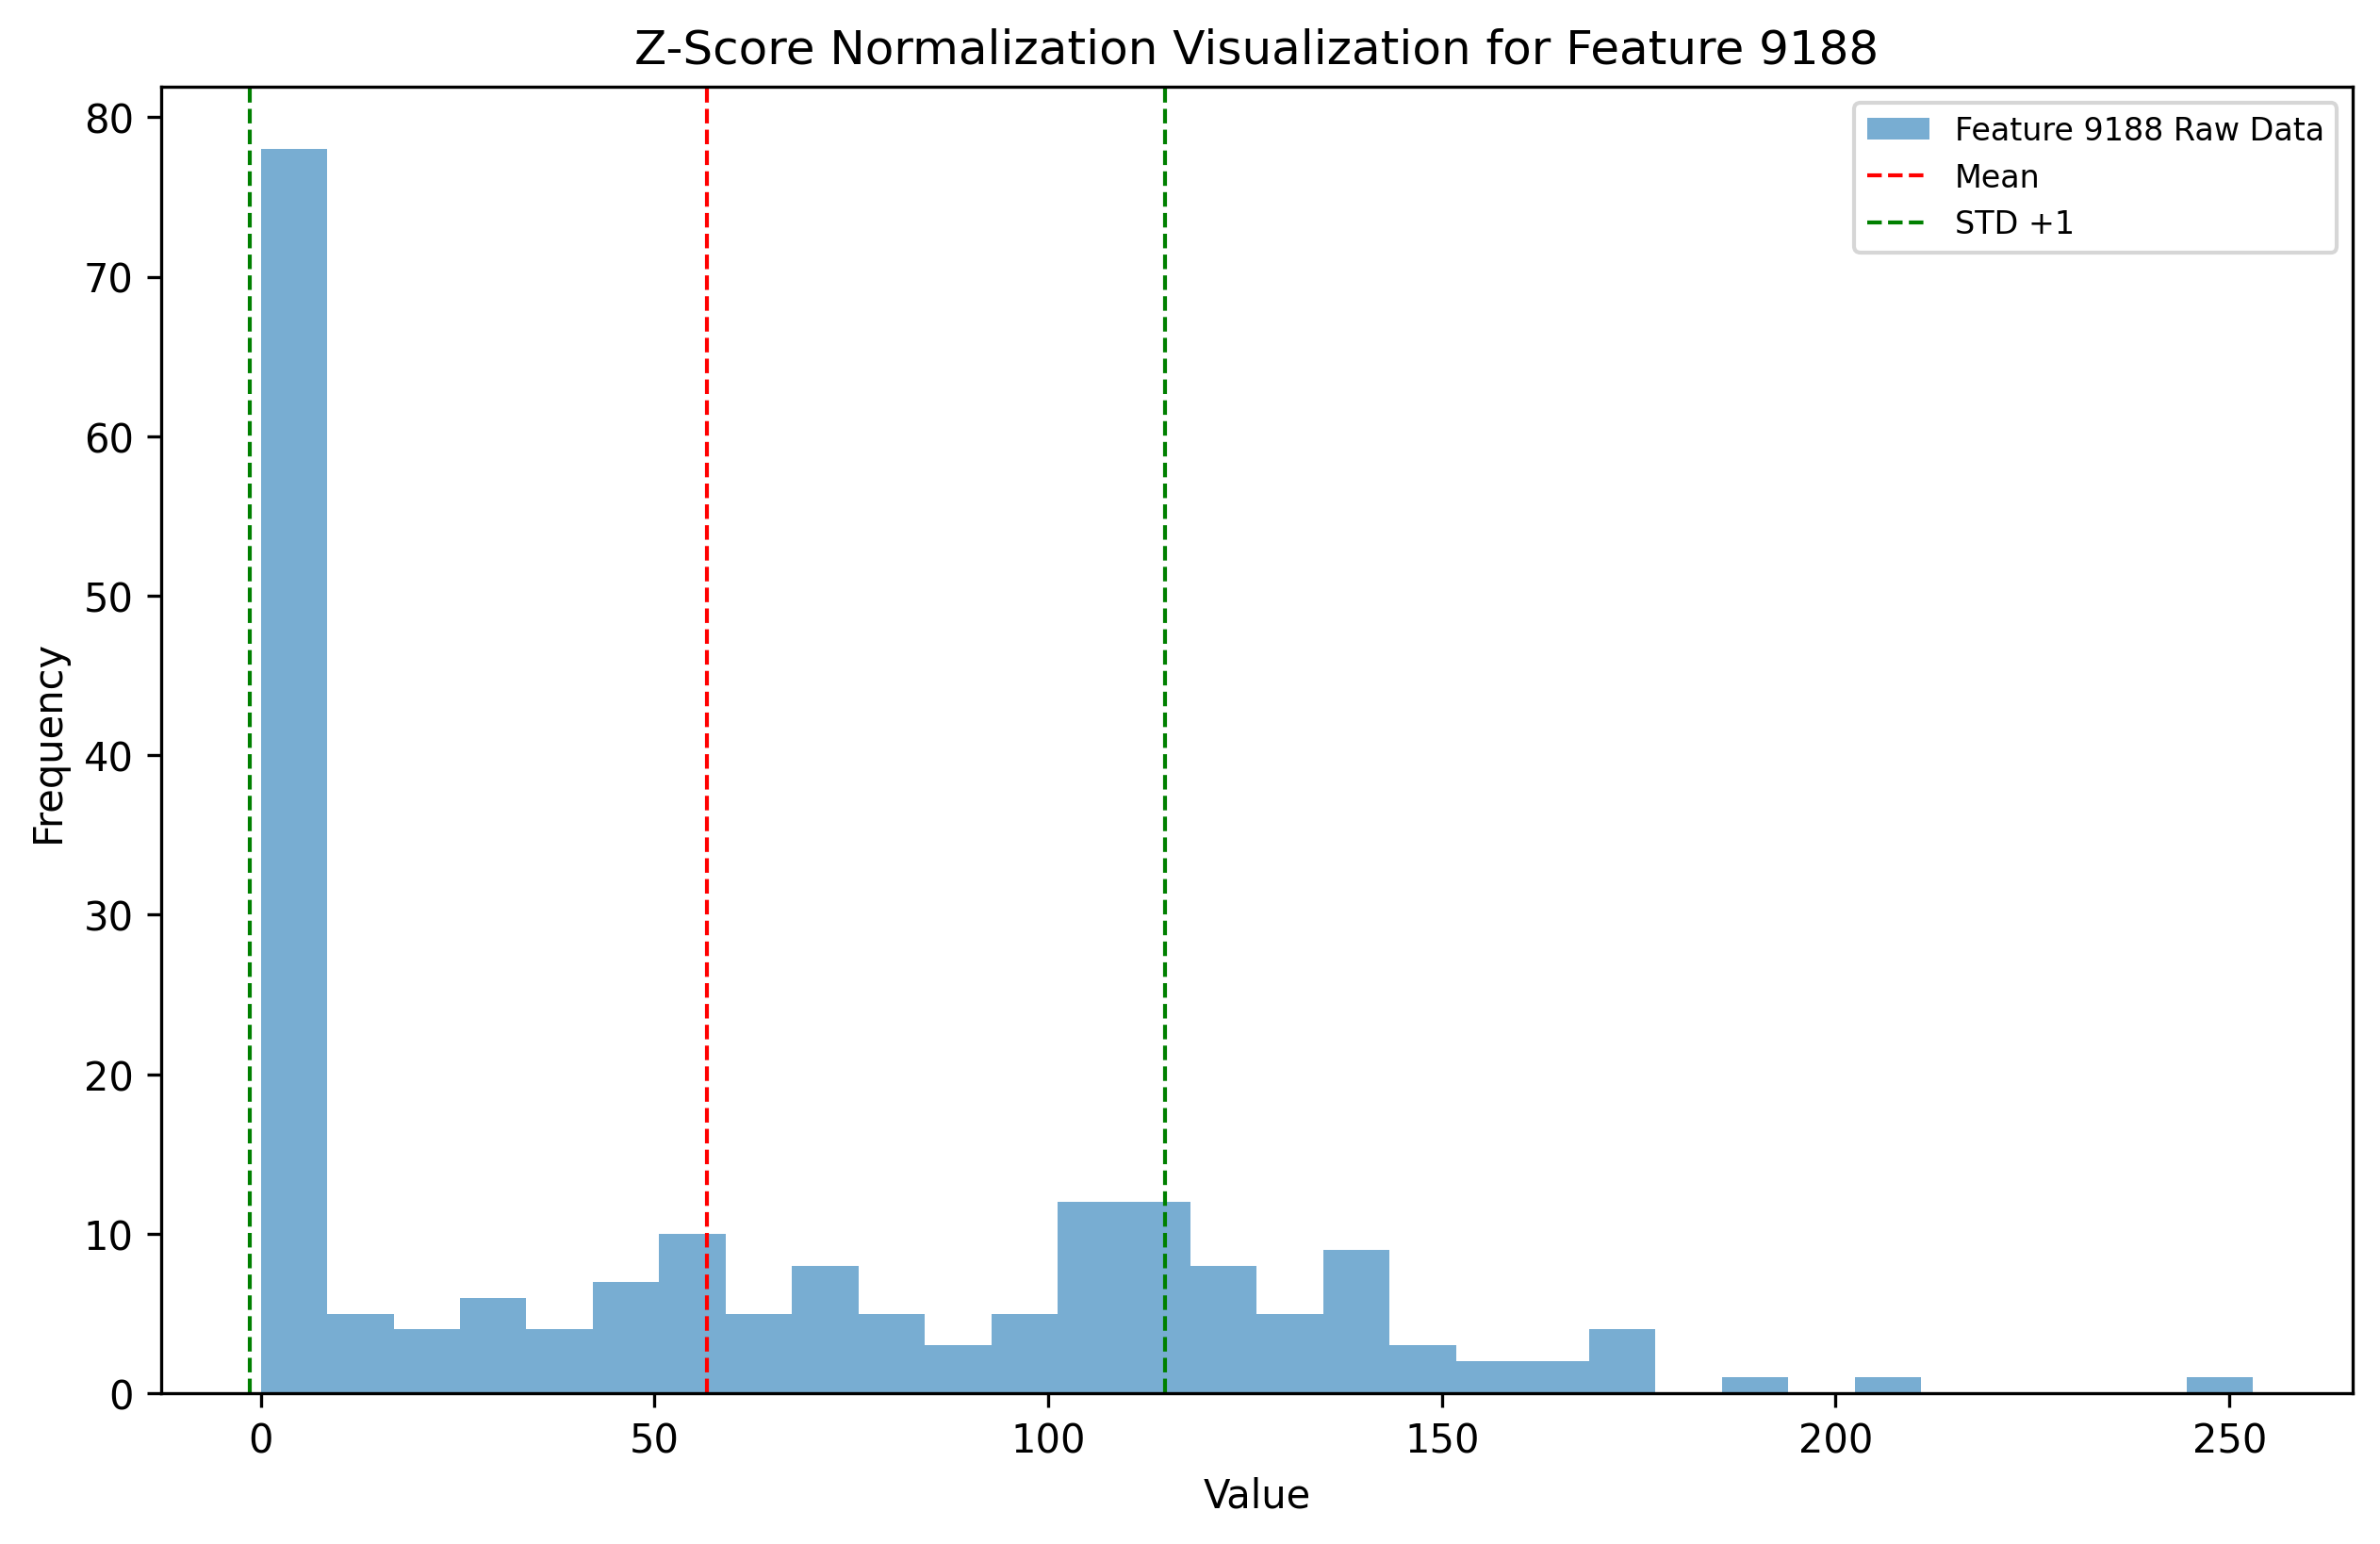 Z-Score Normalization Visualization for Feature 9188
Feature 9188 Raw Data
Mean
STD +1
80
70
60
50
40
30
20
10
0
Frequency
0 50 100 150 200 250
Value